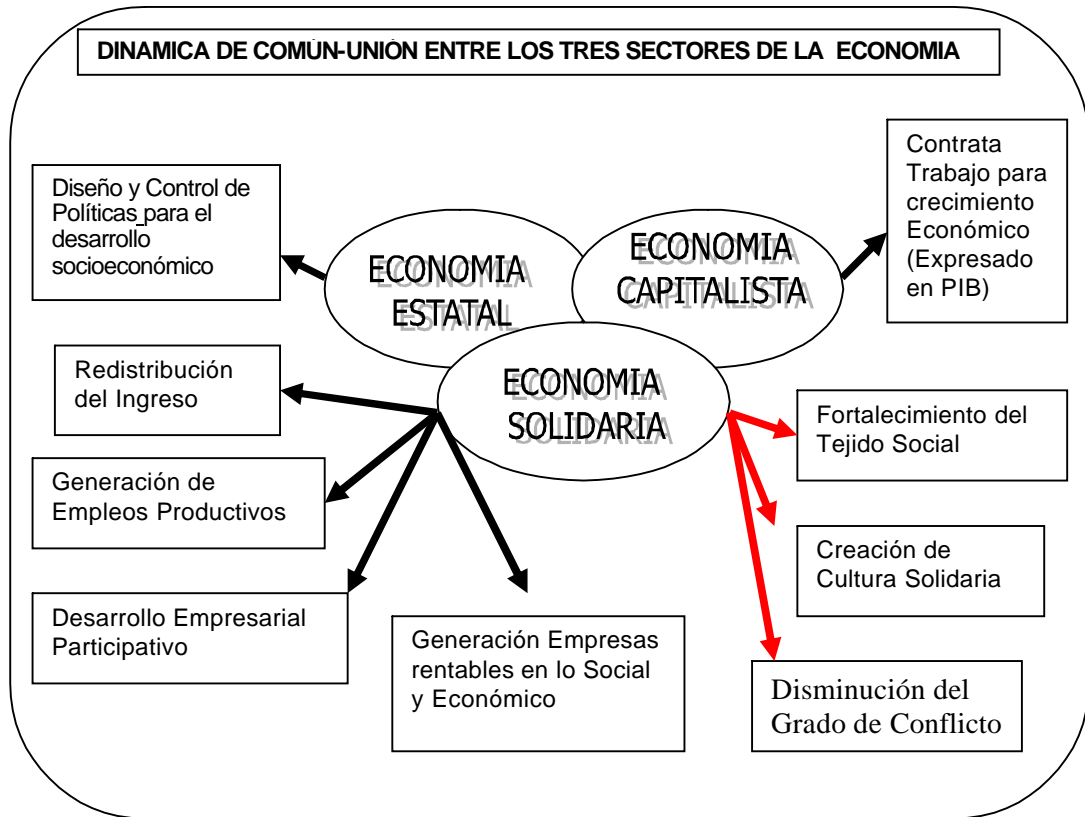 DINAMICA DE COMÚN-UNIÓN ENTRE LOS TRES SECTORES DE LA ECONOMIA
Contrata
Trabajo para
crecimiento
Económico
(Expresado
en PIB)
Diseño y Control de
Políticas para el
desarrollo
socioeconómico
ECONOMIA
ESTATAL
ECONOMIA
CAPITALISTA
ECONOMIA
SOLIDARIA
Redistribución
del Ingreso
Fortalecimiento del
Tejido Social
Generación de
Empleos Productivos
Creación de
Cultura Solidaria
Desarrollo Empresarial
Participativo
Generación Empresas
rentables en lo Social
y Económico
Disminución del
Grado de Conflicto